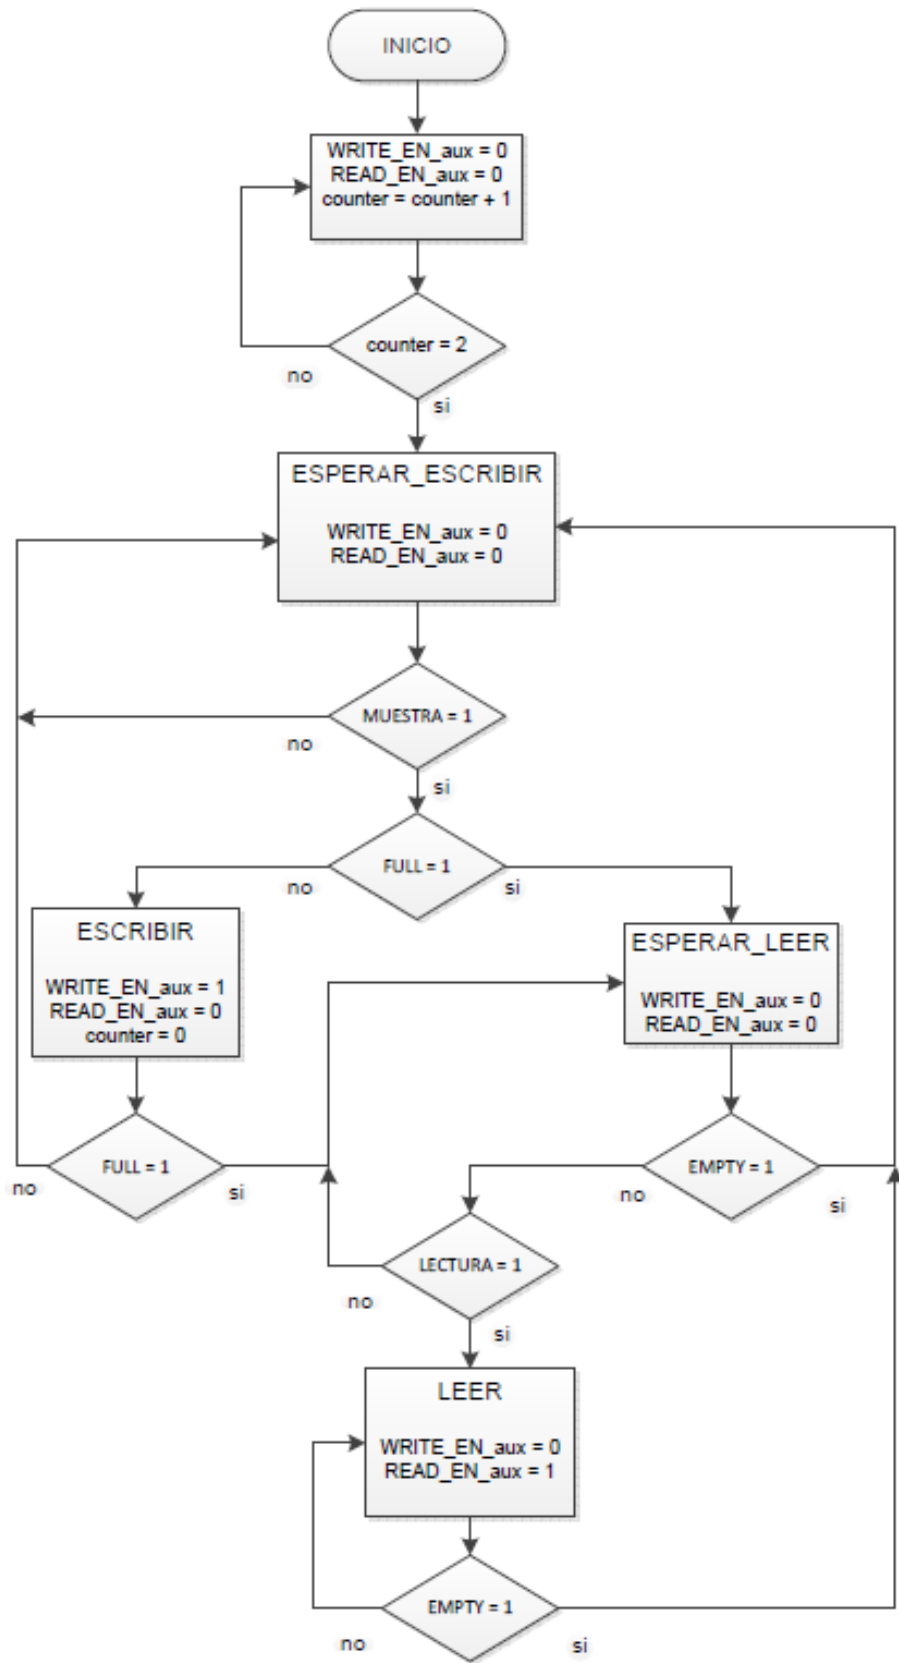 INICIO
WRITE_EN_aux = 0
READ_EN_aux = 0
counter = counter + 1
counter = 2
no
si
ESPERAR_ESCRIBIR
WRITE_EN_aux = 0
READ_EN_aux = 0
MUESTRA = 1
no
si
FULL = 1
no
si
ESCRIBIR
WRITE_EN_aux = 1
READ_EN_aux = 0
counter = 0
ESPERAR_LEER
WRITE_EN_aux = 0
READ_EN_aux = 0
FULL = 1
no
si
EMPTY = 1
no
si
LECTURA = 1
no
si
LEER
WRITE_EN_aux = 0
READ_EN_aux = 1
EMPTY = 1
no
si